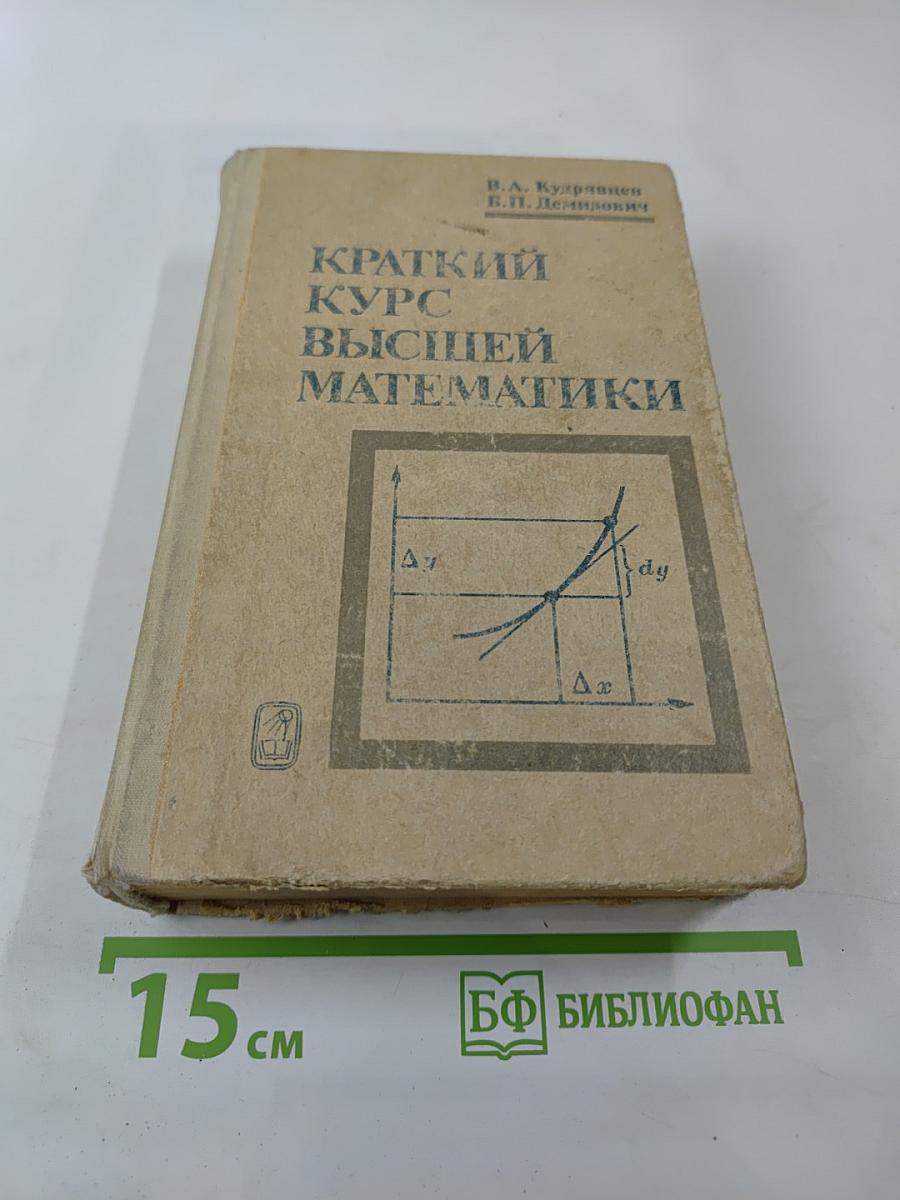 В.А. Кудрявцев
Б.П. Демидович
КРАТКИЙ
КУРС
ВЫСШЕЙ
МАТЕМАТИКИ
Δy
dy
Δx
15 см
БФ БИБЛИОФАН